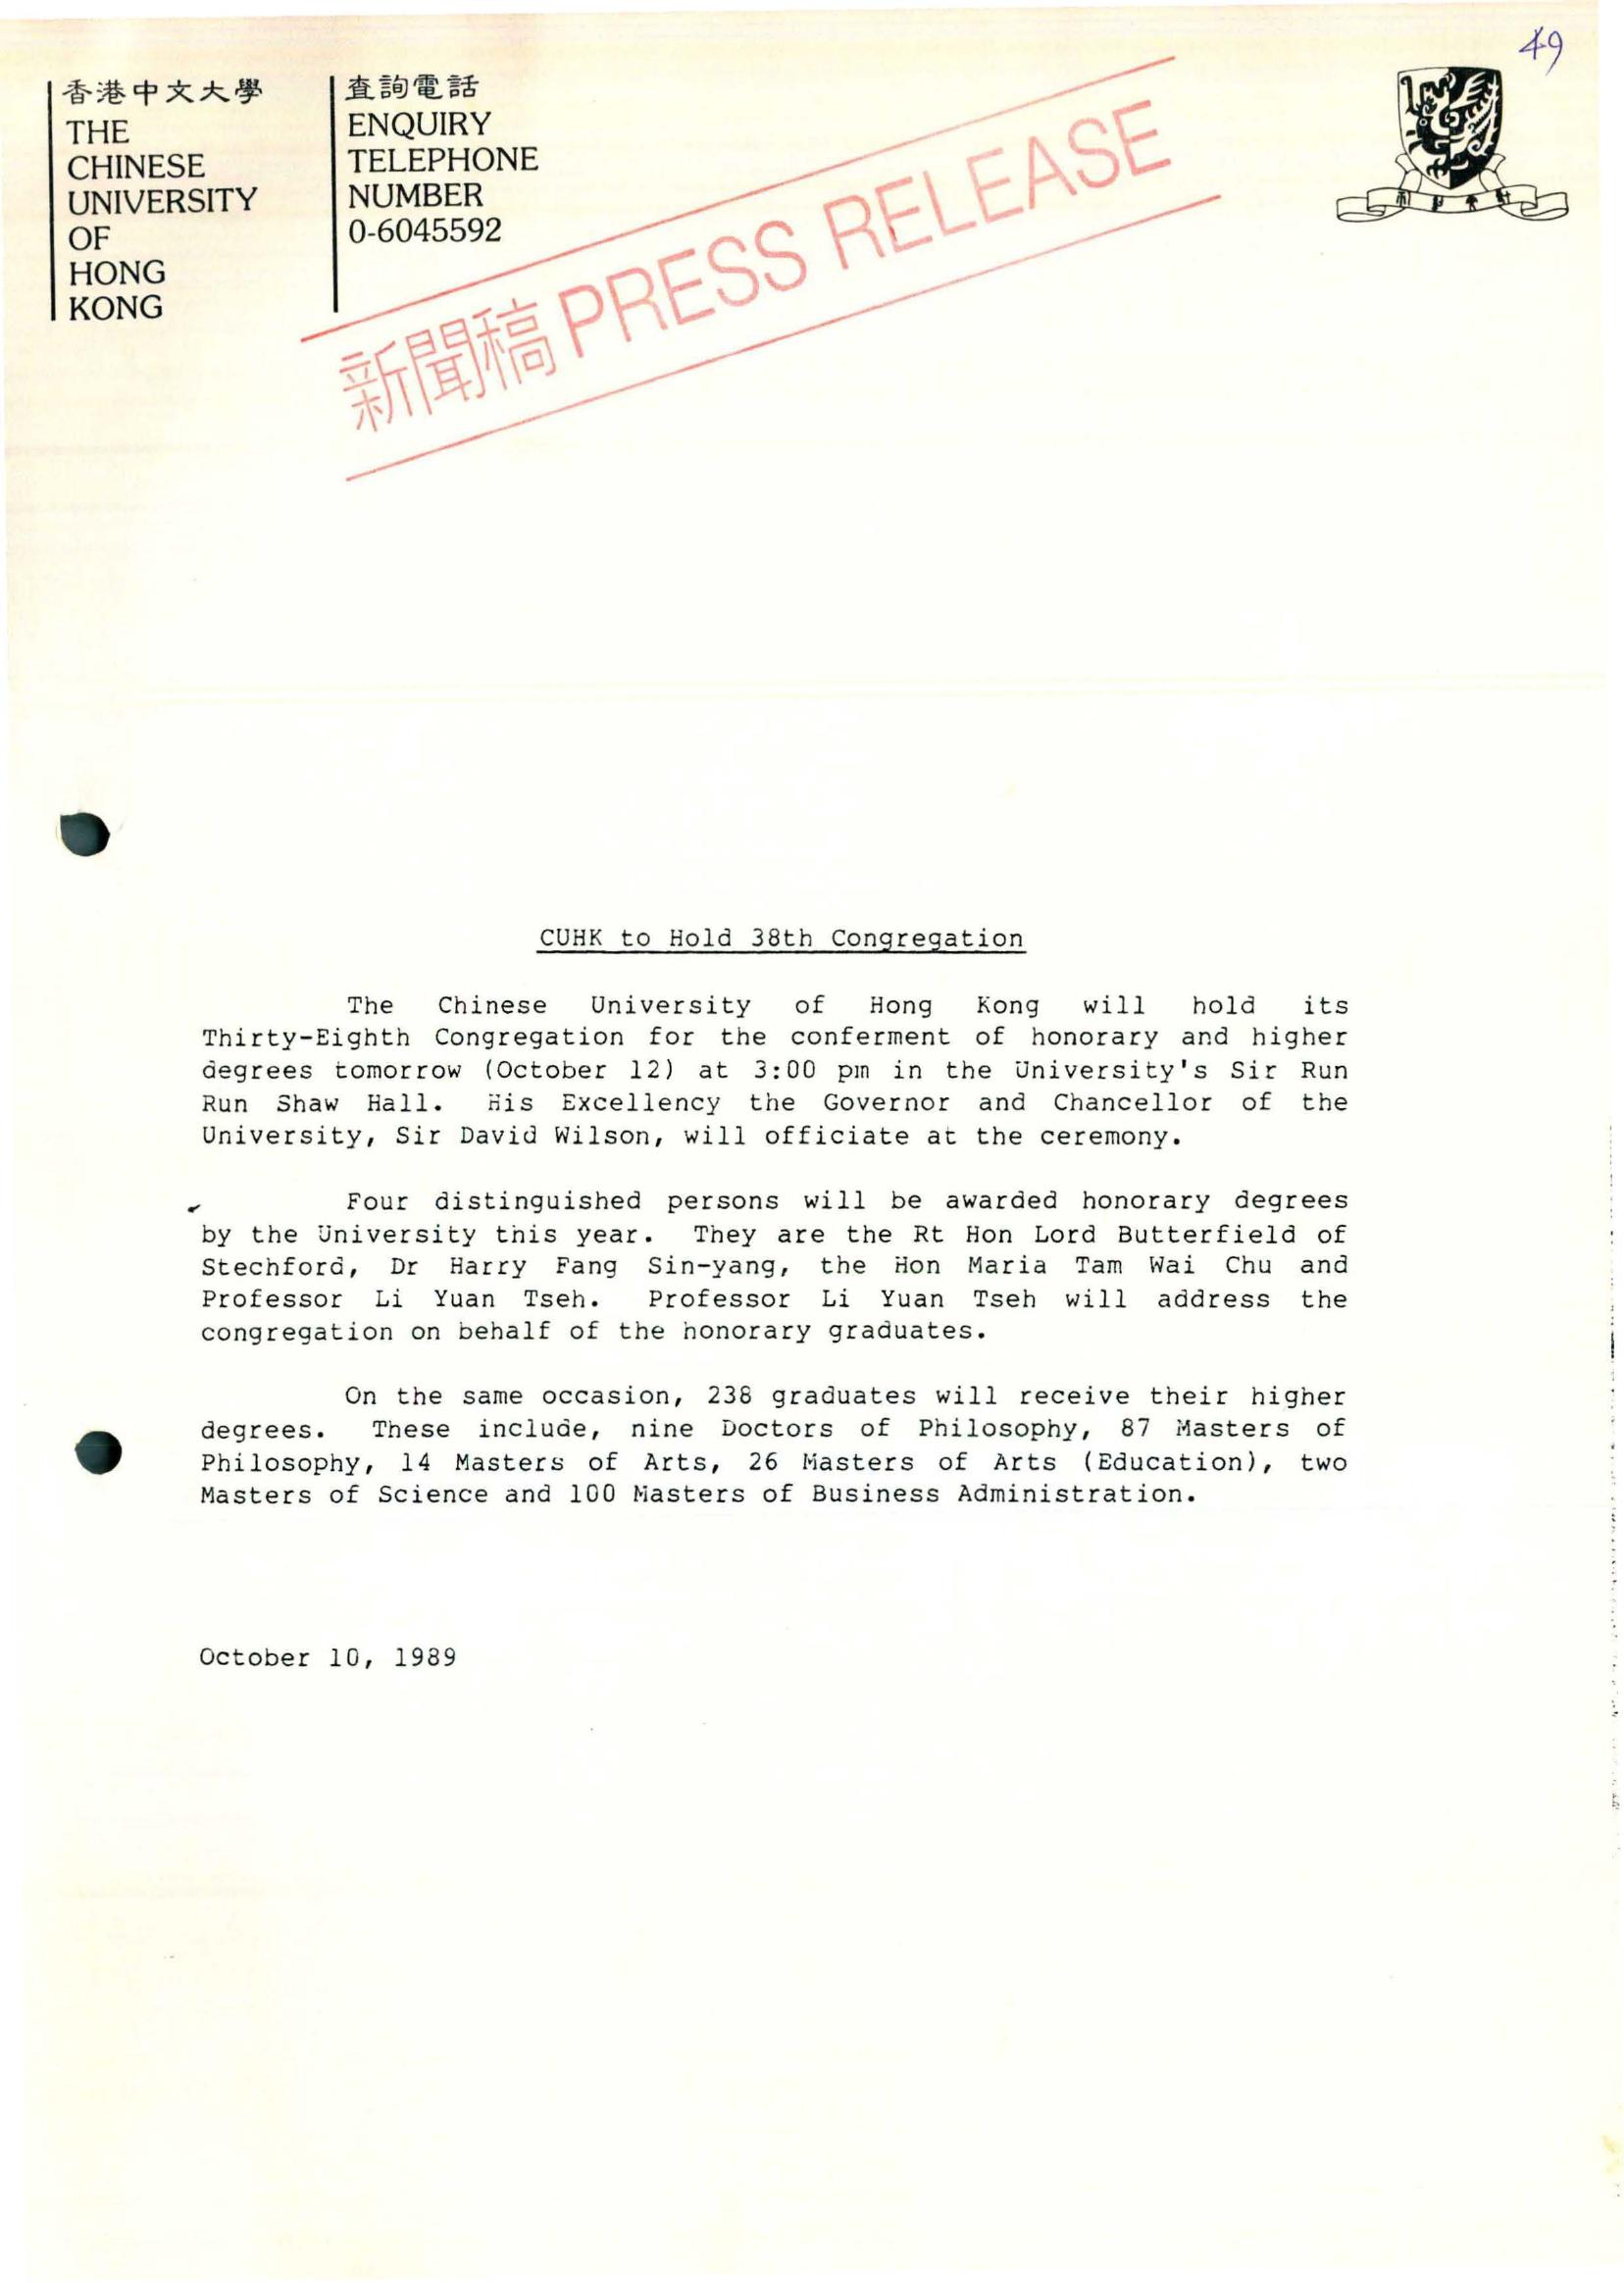 49
香港中文大學
THE
CHINESE
UNIVERSITY
OF
HONG
KONG
查詢電話
ENQUIRY
TELEPHONE
NUMBER
0-6045592
新聞稿 PRESS RELEASE
CUHK to Hold 38th Congregation
The Chinese University of Hong Kong will hold its
Thirty-Eighth Congregation for the conferment of honorary and higher
degrees tomorrow (October 12) at 3:00 pm in the University's Sir Run
Run Shaw Hall. His Excellency the Governor and Chancellor of the
University, Sir David Wilson, will officiate at the ceremony.
Four distinguished persons will be awarded honorary degrees
by the University this year. They are the Rt Hon Lord Butterfield of
Stechford, Dr Harry Fang Sin-yang, the Hon Maria Tam Wai Chu and
Professor Li Yuan Tseh. Professor Li Yuan Tseh will address the
congregation on behalf of the honorary graduates.
On the same occasion, 238 graduates will receive their higher
degrees. These include, nine Doctors of Philosophy, 87 Masters of
Philosophy, 14 Masters of Arts, 26 Masters of Arts (Education), two
Masters of Science and 100 Masters of Business Administration.
October 10, 1989